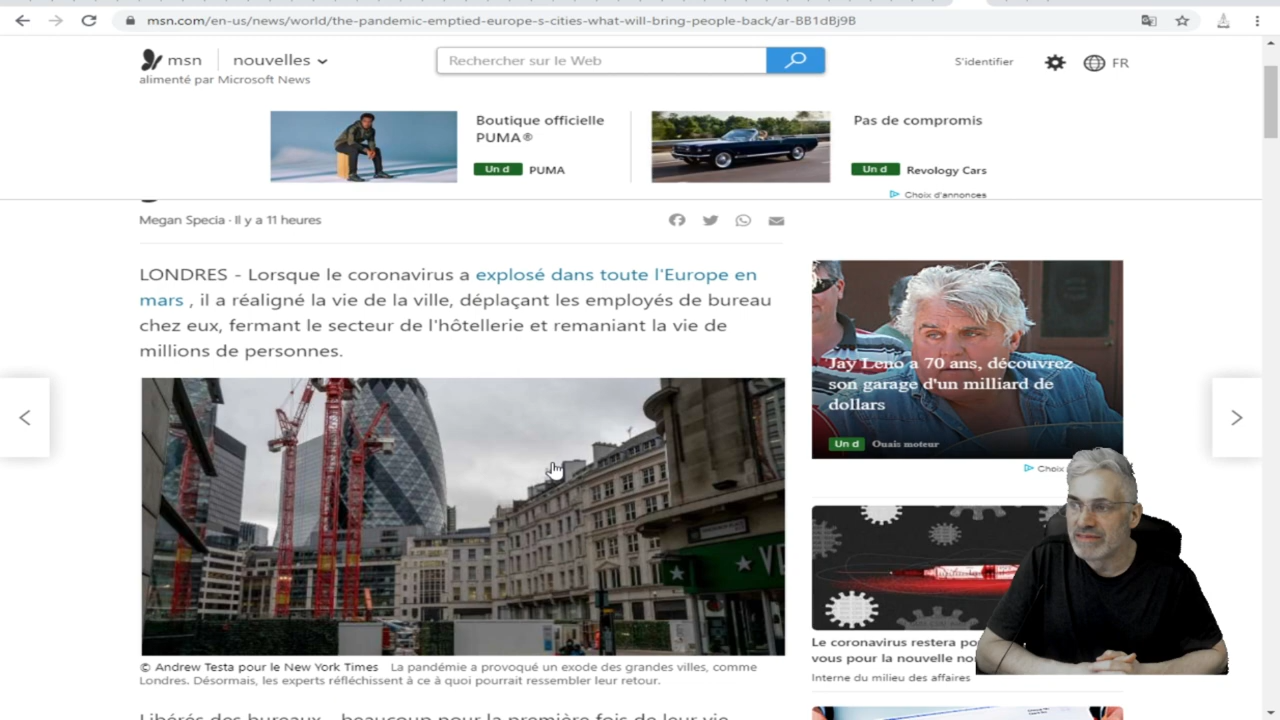 msn.com/en-us/news/world/the-pandemic-emptied-europe-s-cities-what-will-bring-people-back/ar-BB1dBj9B
msn nouvelles
alimenté par Microsoft News
Rechercher sur le Web
S'identifier
FR
Boutique officielle
PUMA®
Un d PUMA
Pas de compromis
Un d Revology Cars
Choix d'annonces
Megan Specia · Il y a 11 heures
LONDRES - Lorsque le coronavirus a explosé dans toute l'Europe en
mars , il a réaligné la vie de la ville, déplaçant les employés de bureau
chez eux, fermant le secteur de l'hôtellerie et remaniant la vie de
millions de personnes.
© Andrew Testa pour le New York Times La pandémie a provoqué un exode des grandes villes, comme
Londres. Désormais, les experts réfléchissent à ce à quoi pourrait ressembler leur retour.
Libérés des bureaux - beaucoup pour la première fois de leur vie
Jay Leno a 70 ans, découvrez
son garage d'un milliard de
dollars
Un d Ouais moteur
Choix
Le coronavirus restera
vous pour la nouvelle
Interne du milieu des affaires